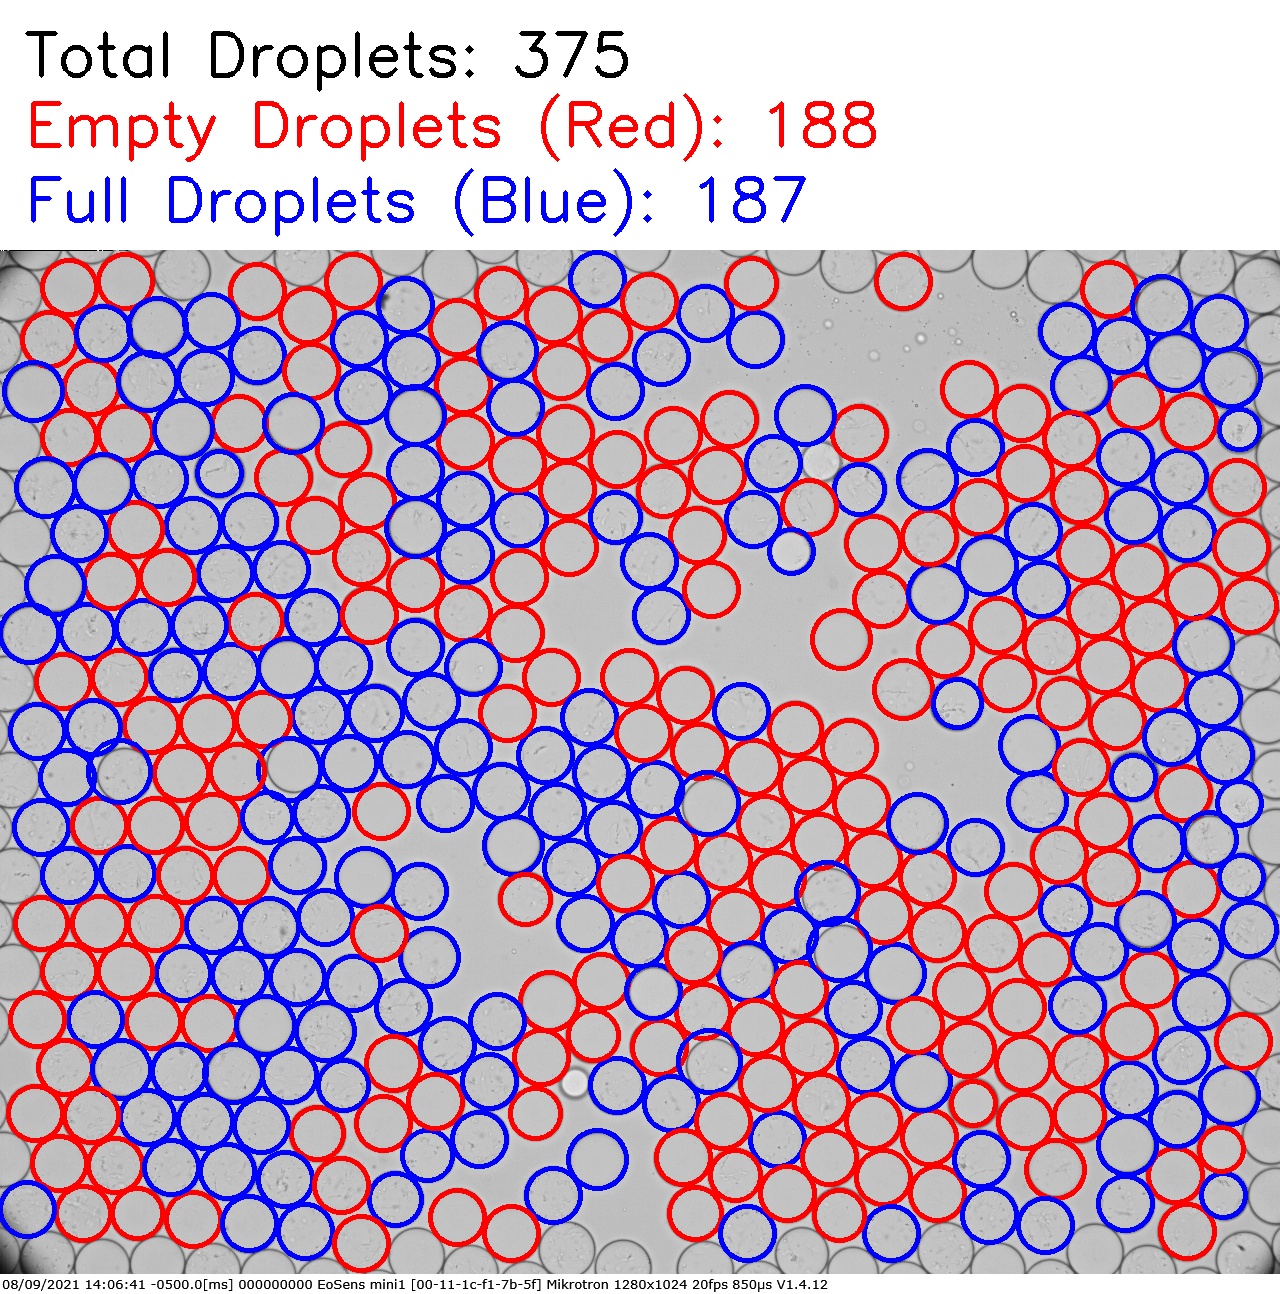 Total Droplets: 375
Empty Droplets (Red): 188
Full Droplets (Blue): 187
08/09/2021 14:06:41 -0500.0[ms] 000000000 EoSens mini1 [00-11-1c-f1-7b-5f] Mikrotron 1280x1024 20fps 850µs V1.4.12